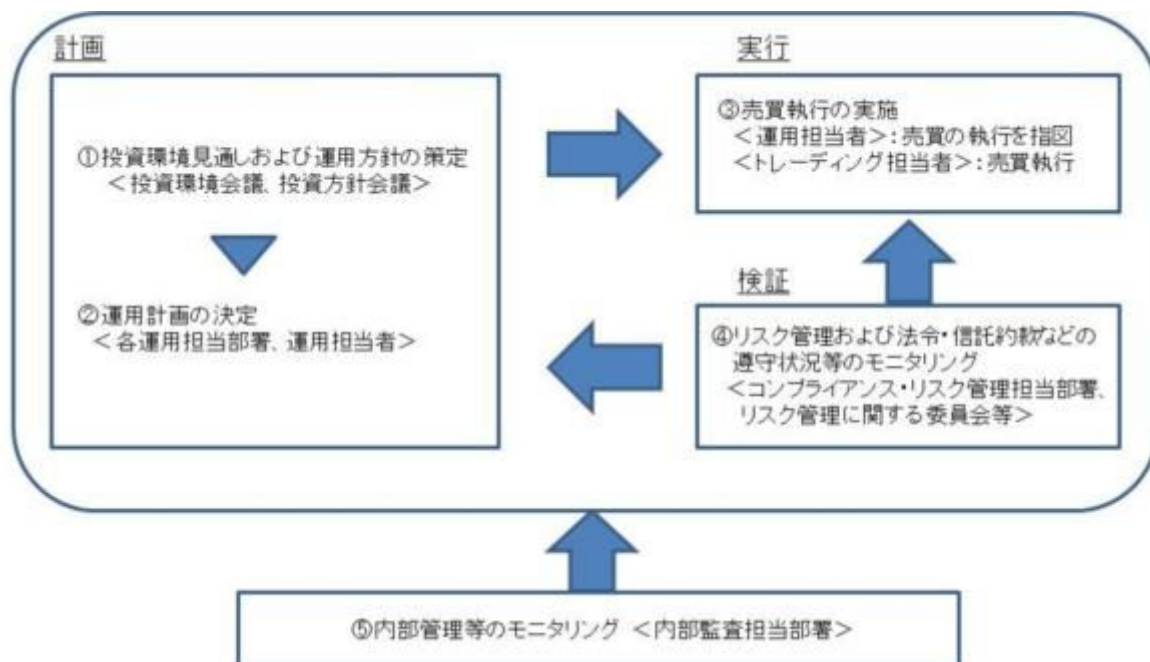 計画
①投資環境見通しおよび運用方針の策定
＜投資環境会議、投資方針会議＞
②運用計画の決定
＜各運用担当部署、運用担当者＞
実行
③売買執行の実施
＜運用担当者＞：売買の執行を指図
＜トレーディング担当者＞：売買執行
検証
④リスク管理および法令・信託約款などの
遵守状況等のモニタリング
＜コンプライアンス・リスク管理担当部署、
リスク管理に関する委員会等＞
⑤内部管理等のモニタリング ＜内部監査担当部署＞